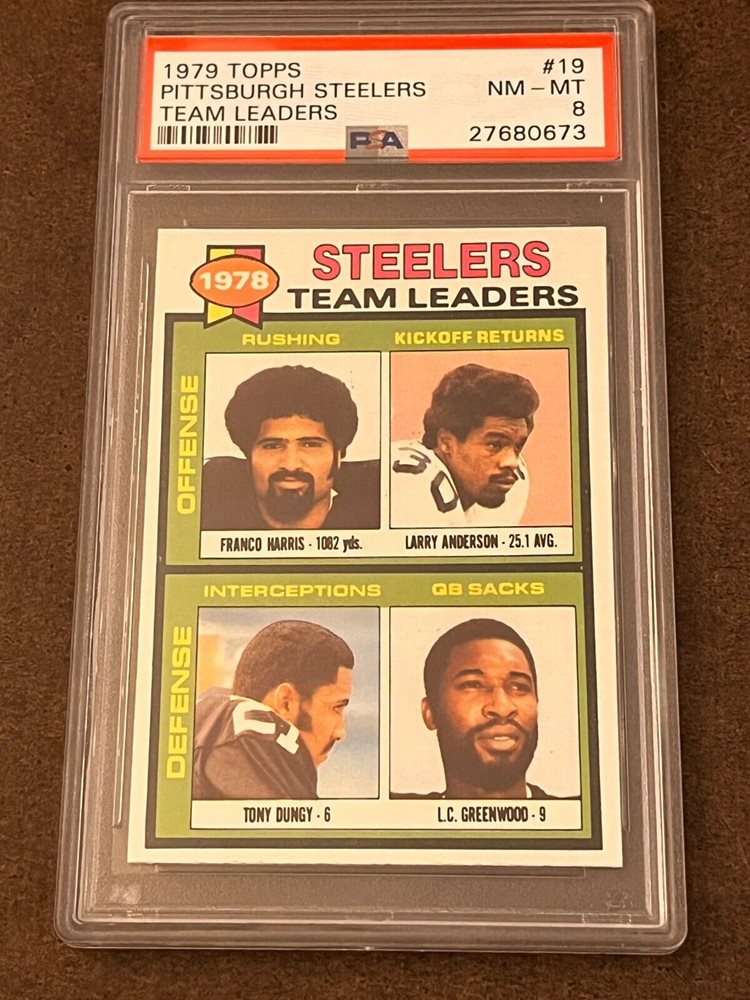 1979 TOPPS #19
PITTSBURGH STEELERS NM - MT
TEAM LEADERS 8
PSA 27680673
1978
STEELERS
TEAM LEADERS
RUSHING KICKOFF RETURNS
OFFENSE
30
FRANCO HARRIS - 1082 yds. LARRY ANDERSON - 25.1 AVG.
INTERCEPTIONS QB SACKS
DEFENSE
21
TONY DUNGY - 6 L.C. GREENWOOD - 9